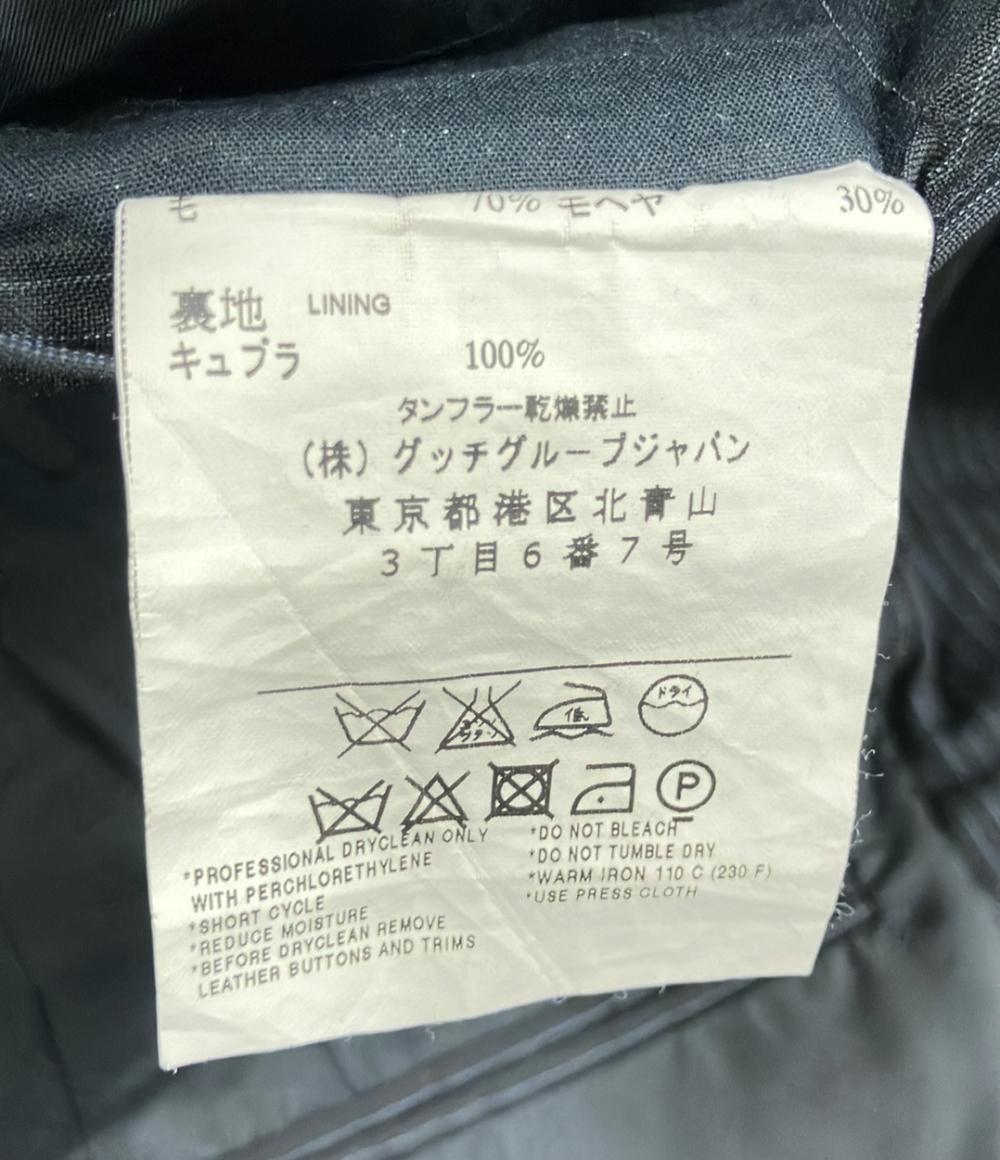 毛 70% モヘヤ 30%
裏地 LINING
キュプラ 100%
タンブラー乾燥禁止
(株)グッチグループジャパン
東京都港区北青山
3丁目6番7号
低 ドライ
P
*PROFESSIONAL DRYCLEAN ONLY
WITH PERCHLORETHYLENE
*SHORT CYCLE
*REDUCE MOISTURE
*BEFORE DRYCLEAN REMOVE
LEATHER BUTTONS AND TRIMS
*DO NOT BLEACH
*DO NOT TUMBLE DRY
*WARM IRON 110 C (230 F)
*USE PRESS CLOTH